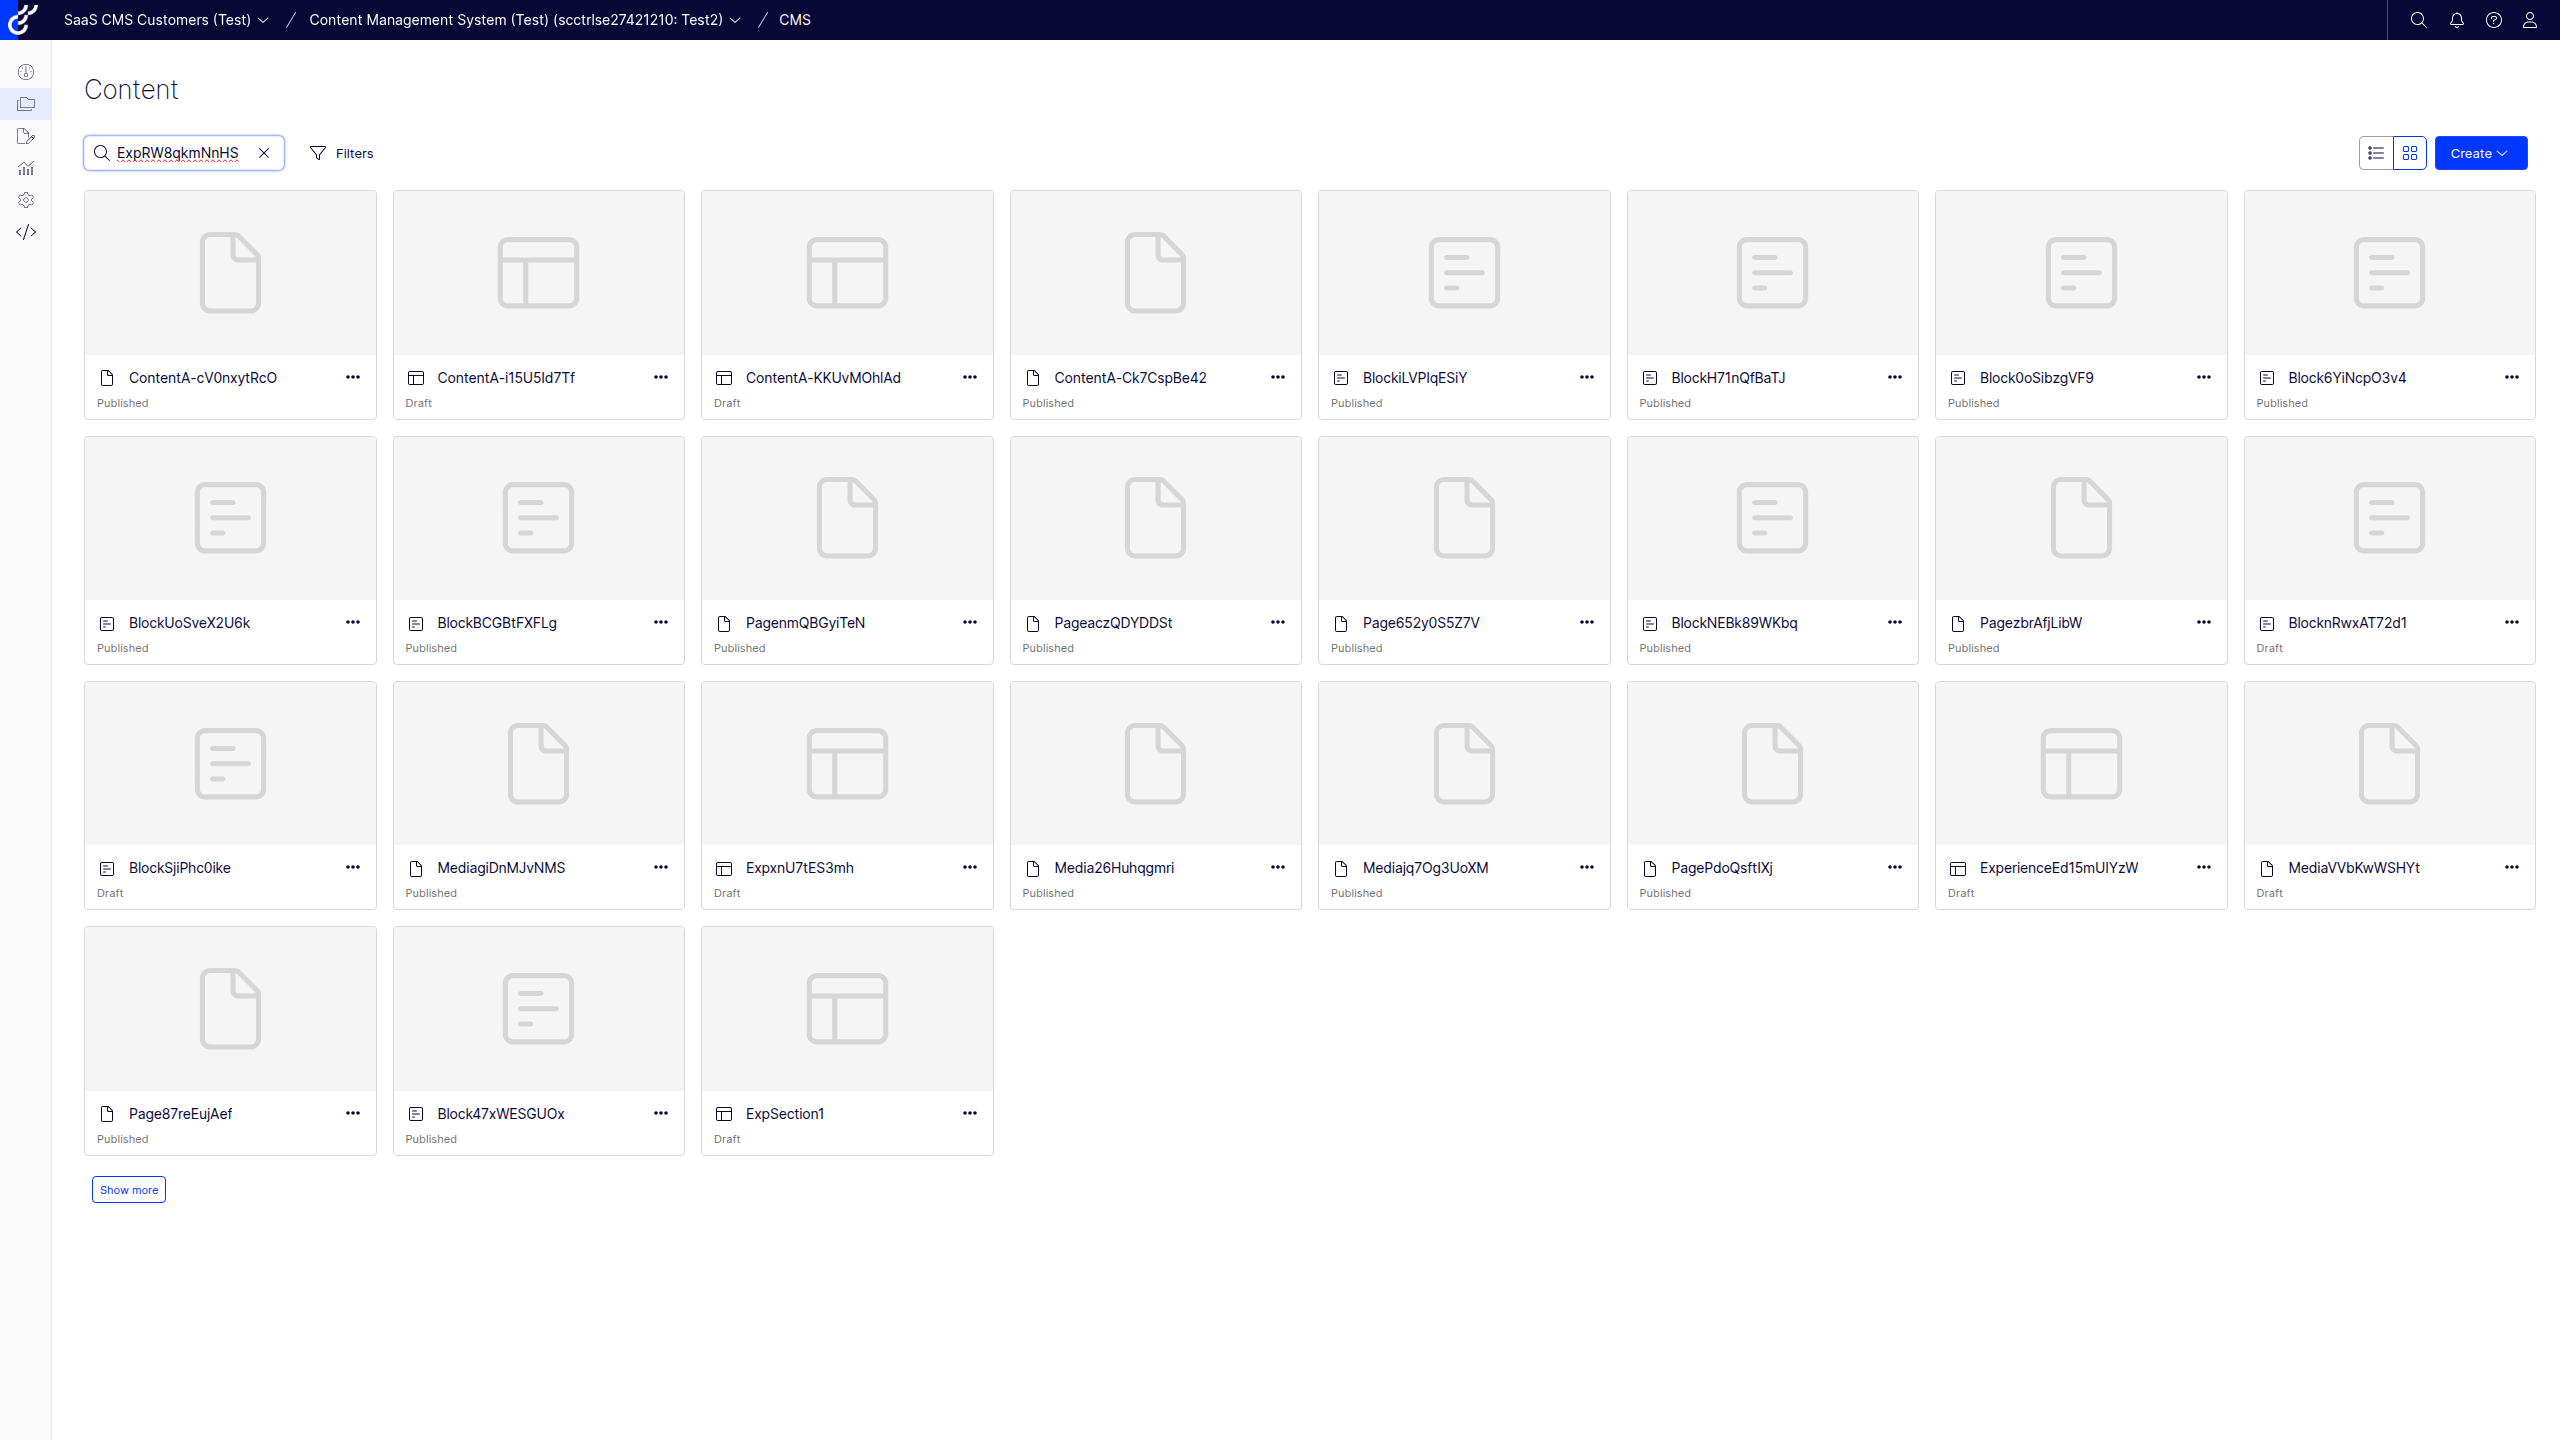 SaaS CMS Customers (Test) / Content Management System (Test) (scctrlse27421210: Test2) / CMS
Content
ExpRW8gkmNnHS Filters Create
ContentA-cV0nxytRcO ContentA-i15U5ld7Tf ContentA-KKUvMOhlAd ContentA-Ck7CspBe42 BlockiLVPlqESiY BlockH71nQfBaTJ Block0oSibzgVF9 Block6YiNcpO3v4
Published Draft Draft Published Published Published Published Published
BlockUoSveX2U6k BlockBCGBtFXFLg PagenmQBGyiTeN PageaczQDYDDSt Page652y0S5Z7V BlockNEBk89WKbq PagezbrAfjLibW BlocknRwxAT72d1
Published Published Published Published Published Published Published Draft
BlockSjiPhc0ike MediagiDnMJvNMS ExpxnU7tES3mh Media26Huhqgmri Mediajq7Og3UoXM PagePdoQsftlXj ExperienceEd15mUIYzW MediaVVbKwWSHYt
Draft Published Draft Published Published Published Draft Draft
Page87reEujAef Block47xWESGUOx ExpSection1
Published Published Draft
Show more